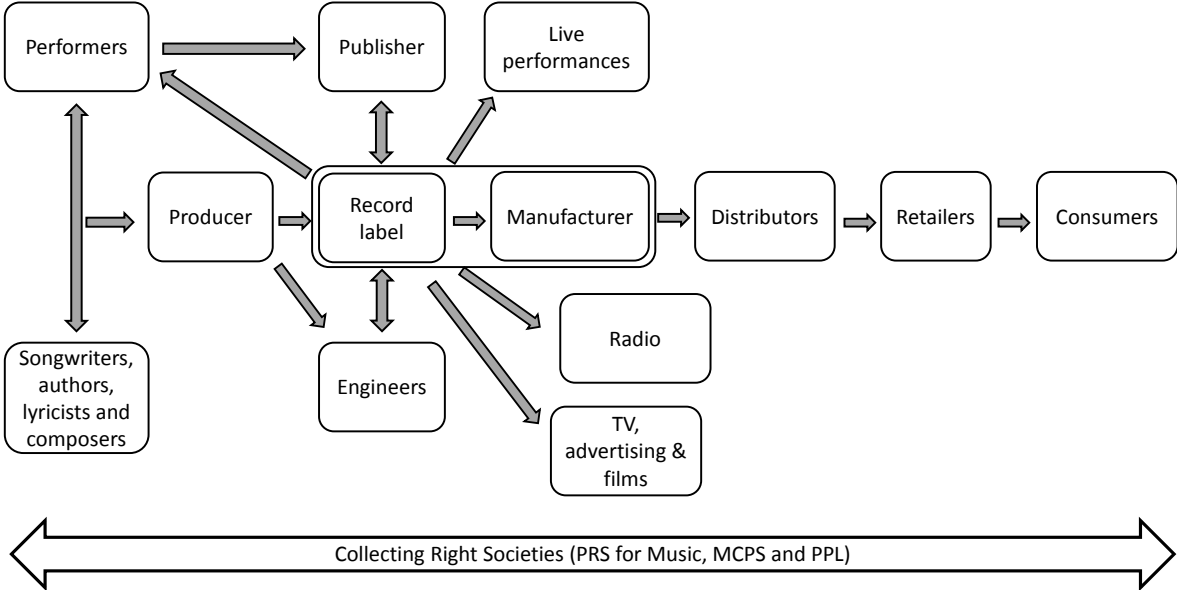 Performers
Publisher
Live
performances
Producer
Record
label
Manufacturer
Distributors
Retailers
Consumers
Songwriters,
authors,
lyricists and
composers
Engineers
Radio
TV,
advertising &
films
Collecting Right Societies (PRS for Music, MCPS and PPL)